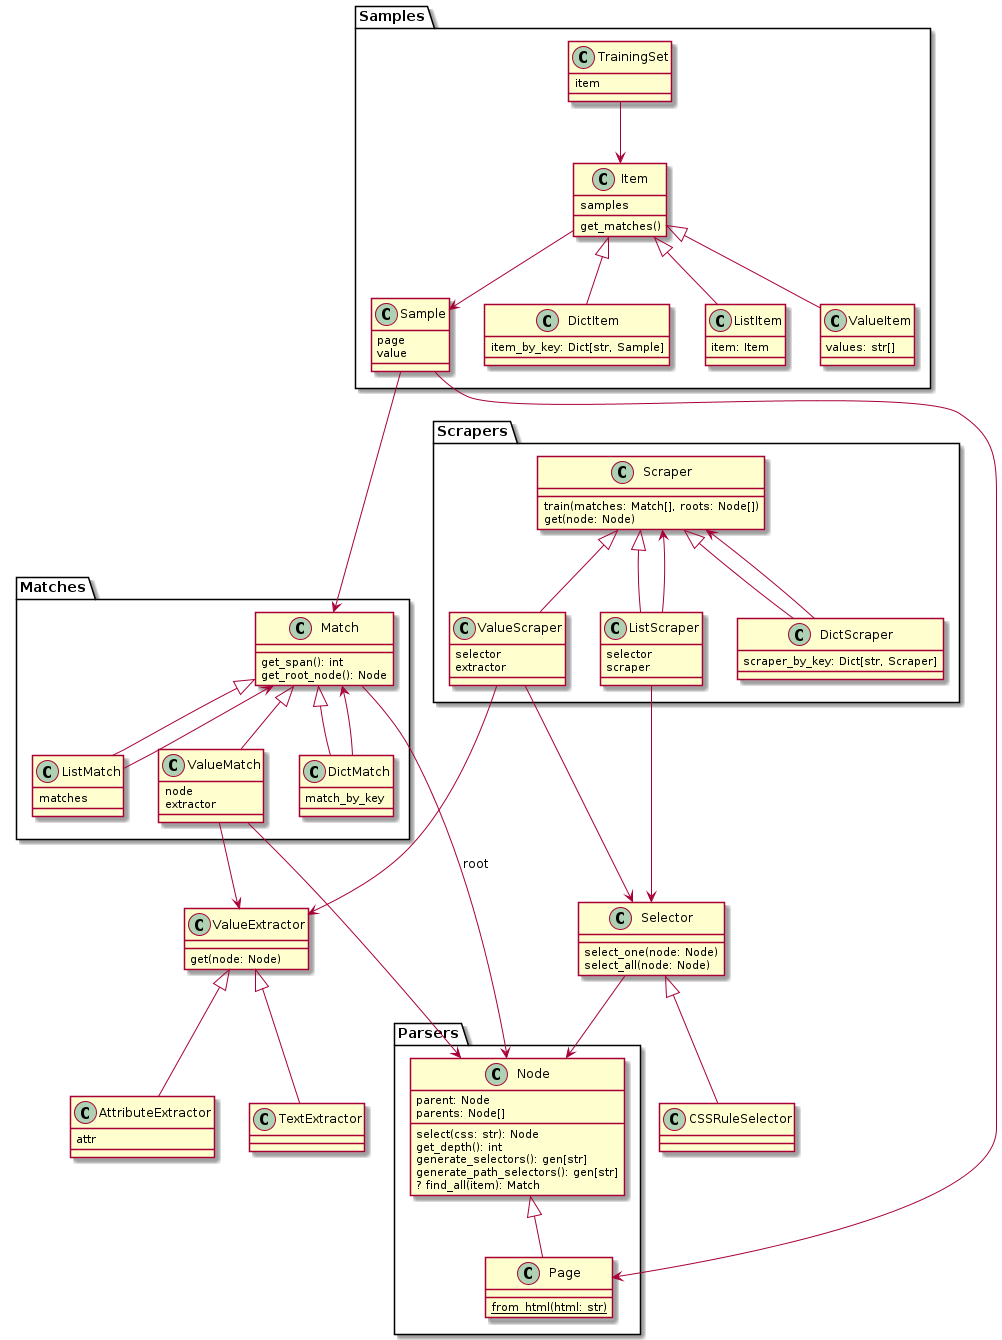 Samples
C TrainingSet
item
C Item
samples
get_matches()
C Sample
page
value
C DictItem
item_by_key: Dict[str, Sample]
C ListItem
item: Item
C ValueItem
values: str[]
Scrapers
C Scraper
train(matches: Match[], roots: Node[])
get(node: Node)
C ValueScraper
selector
extractor
C ListScraper
selector
scraper
C DictScraper
scraper_by_key: Dict[str, Scraper]
Matches
C Match
get_span(): int
get_root_node(): Node
C ListMatch
matches
C ValueMatch
node
extractor
C DictMatch
match_by_key
root
C ValueExtractor
get(node: Node)
C Selector
select_one(node: Node)
select_all(node: Node)
C AttributeExtractor
attr
C TextExtractor
C CSSRuleSelector
Parsers
C Node
parent: Node
parents: Node[]
select(css: str): Node
get_depth(): int
generate_selectors(): gen[str]
generate_path_selectors(): gen[str]
? find_all(item): Match
C Page
from_html(html: str)